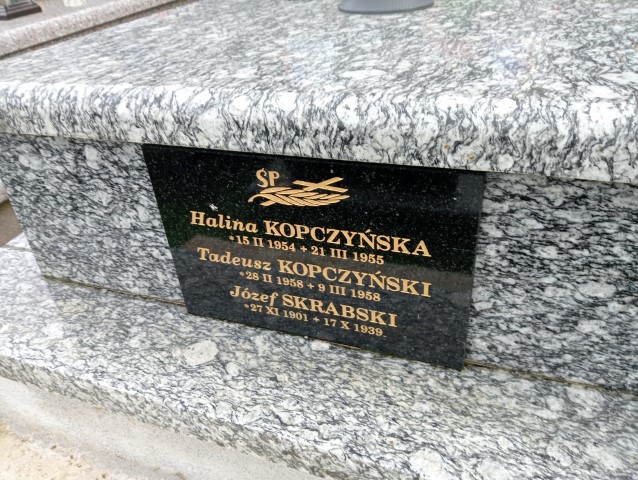 ŚP
Halina KOPCZYŃSKA
*15 II 1954 + 21 III 1955
Tadeusz KOPCZYŃSKI
*28 II 1958 + 9 III 1958
Józef SKRABSKI
*27 XI 1901 + 17 X 1939